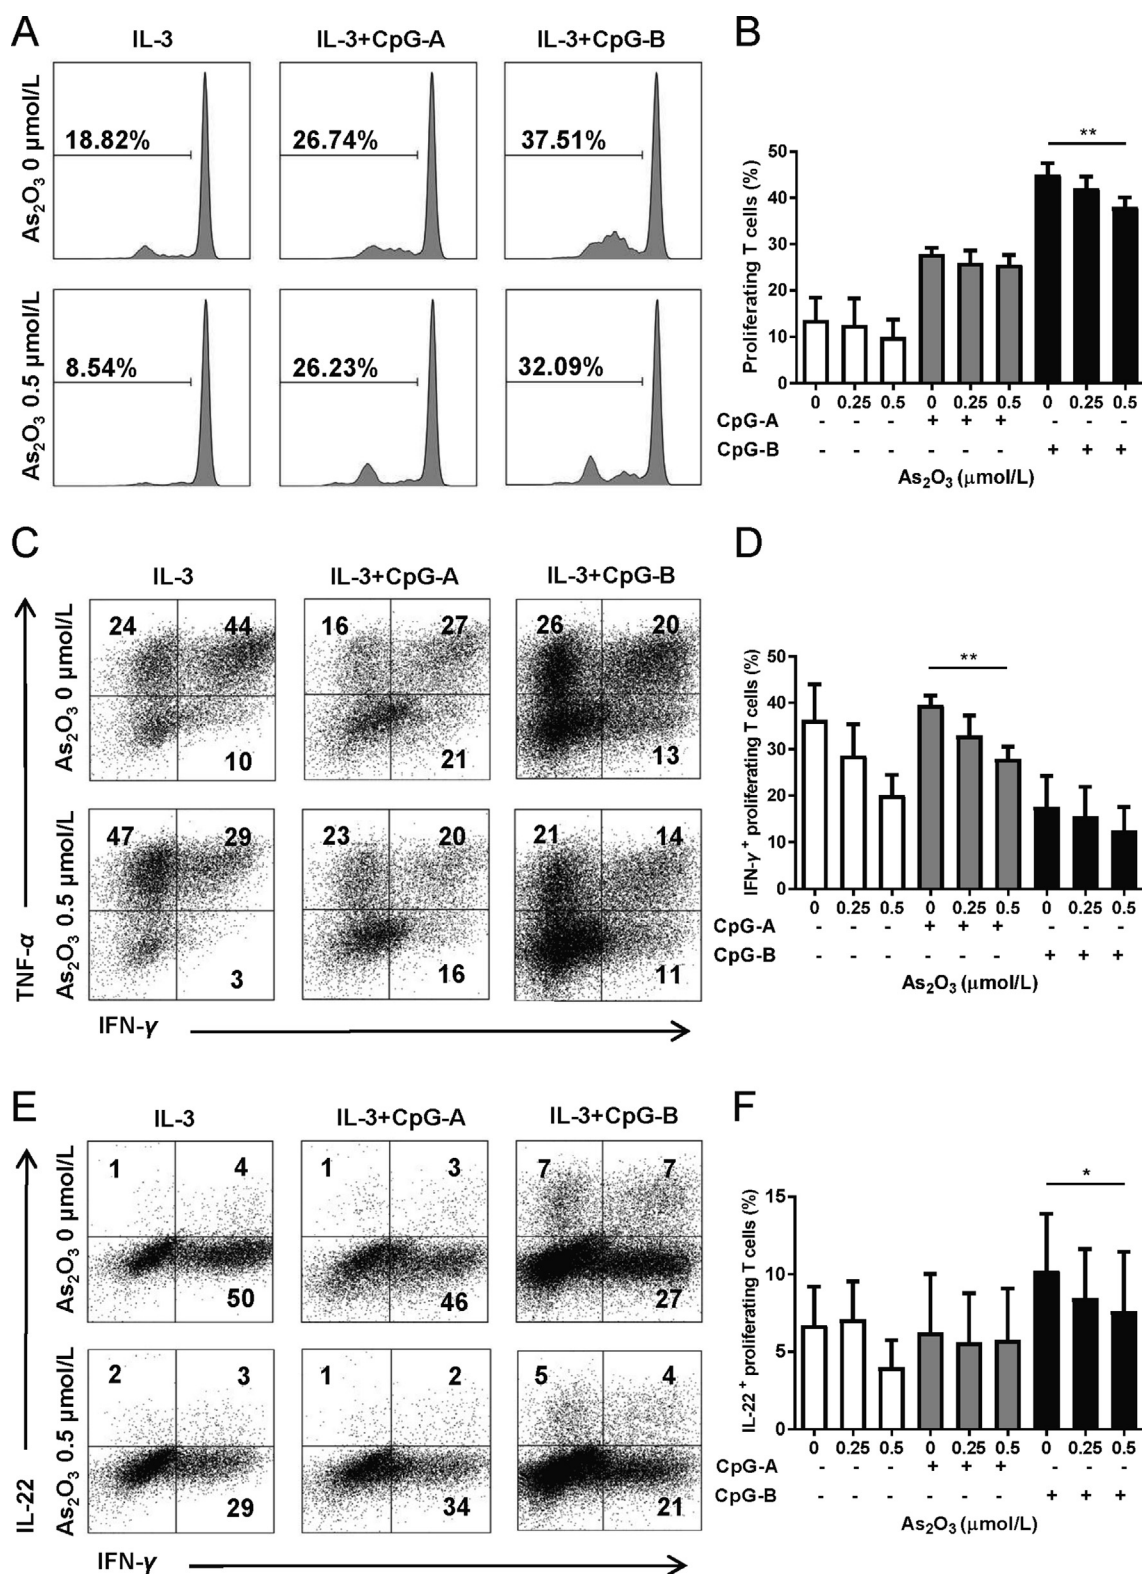 A
IL-3 IL-3+CpG-A IL-3+CpG-B
As₂O₃ 0 µmol/L
18.82% 26.74% 37.51%
As₂O₃ 0.5 µmol/L
8.54% 26.23% 32.09%
B
Proliferating T cells (%)
**
50
40
30
20
10
0
0 0.25 0.5 0 0.25 0.5 0 0.25 0.5
CpG-A - - - + + + - - -
CpG-B - - - - - - + + +
As₂O₃ (µmol/L)
C
IL-3 IL-3+CpG-A IL-3+CpG-B
As₂O₃ 0 µmol/L
24 44 16 27 26 20
10 21 13
As₂O₃ 0.5 µmol/L
47 29 23 20 21 14
3 16 11
TNF-α
IFN-γ
D
IFN-γ⁺ proliferating T cells (%)
**
50
40
30
20
10
0
0 0.25 0.5 0 0.25 0.5 0 0.25 0.5
CpG-A - - - + + + - - -
CpG-B - - - - - - + + +
As₂O₃ (µmol/L)
E
IL-3 IL-3+CpG-A IL-3+CpG-B
As₂O₃ 0 µmol/L
1 4 1 3 7 7
50 46 27
As₂O₃ 0.5 µmol/L
2 3 1 2 5 4
29 34 21
IL-22
IFN-γ
F
IL-22⁺ proliferating T cells (%)
*
15
10
5
0
0 0.25 0.5 0 0.25 0.5 0 0.25 0.5
CpG-A - - - + + + - - -
CpG-B - - - - - - + + +
As₂O₃ (µmol/L)